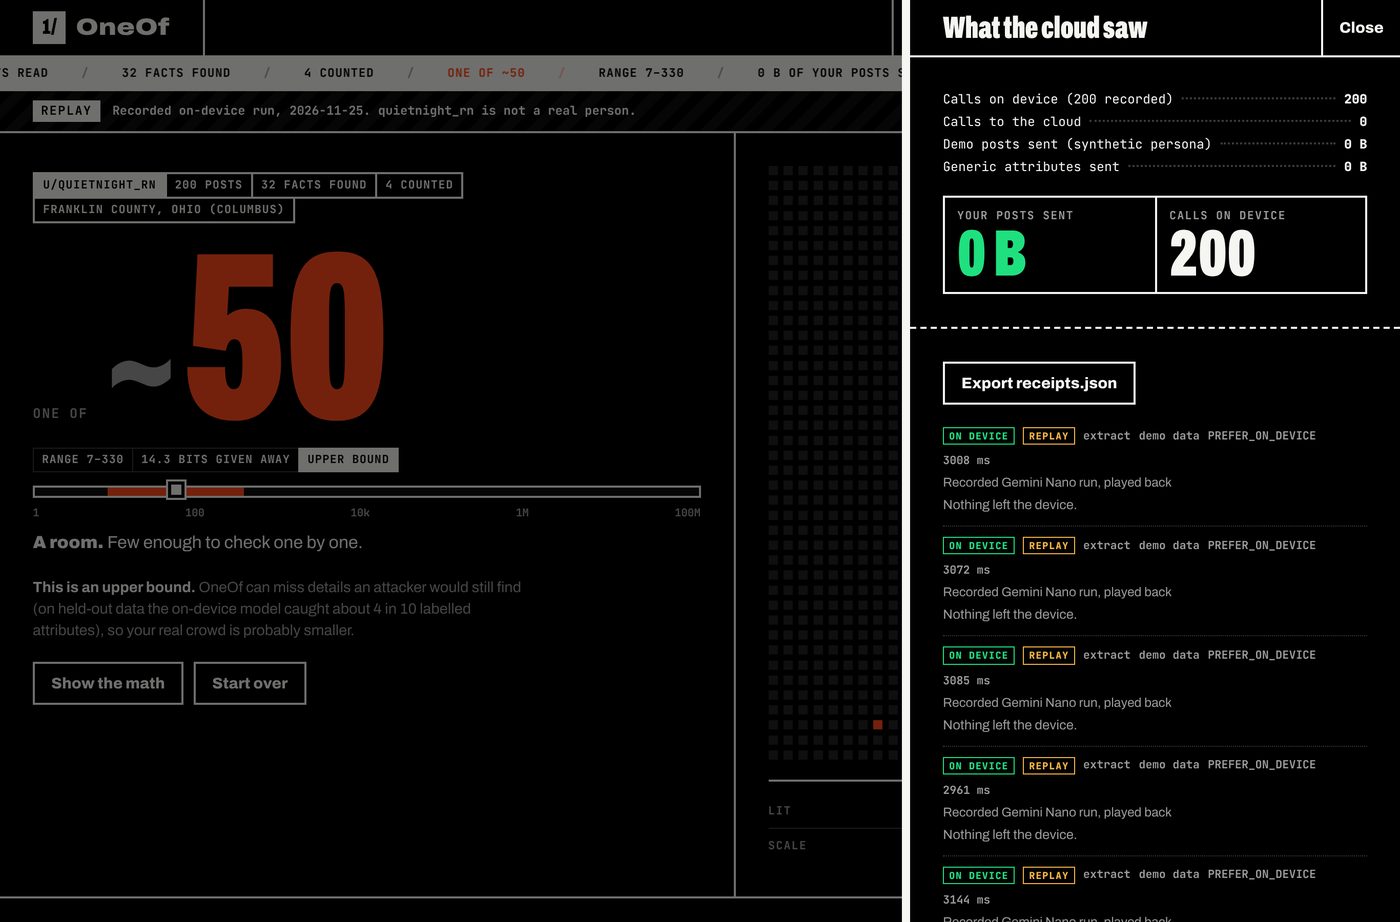 1/ OneOf
S READ / 32 FACTS FOUND / 4 COUNTED / ONE OF ~50 / RANGE 7–330 / 0 B OF YOUR POSTS S
REPLAY Recorded on-device run, 2026-11-25. quietnight_rn is not a real person.
U/QUIETNIGHT_RN 200 POSTS 32 FACTS FOUND 4 COUNTED
FRANKLIN COUNTY, OHIO (COLUMBUS)
ONE OF ~50
RANGE 7–330 14.3 BITS GIVEN AWAY UPPER BOUND
1 100 10k 1M 100M
A room. Few enough to check one by one.
This is an upper bound. OneOf can miss details an attacker would still find
(on held-out data the on-device model caught about 4 in 10 labelled
attributes), so your real crowd is probably smaller.
Show the math Start over
LIT
SCALE
What the cloud saw Close
Calls on device (200 recorded) 200
Calls to the cloud 0
Demo posts sent (synthetic persona) 0 B
Generic attributes sent 0 B
YOUR POSTS SENT CALLS ON DEVICE
0 B 200
Export receipts.json
ON DEVICE REPLAY extract demo data PREFER_ON_DEVICE
3008 ms
Recorded Gemini Nano run, played back
Nothing left the device.
ON DEVICE REPLAY extract demo data PREFER_ON_DEVICE
3072 ms
Recorded Gemini Nano run, played back
Nothing left the device.
ON DEVICE REPLAY extract demo data PREFER_ON_DEVICE
3085 ms
Recorded Gemini Nano run, played back
Nothing left the device.
ON DEVICE REPLAY extract demo data PREFER_ON_DEVICE
2961 ms
Recorded Gemini Nano run, played back
Nothing left the device.
ON DEVICE REPLAY extract demo data PREFER_ON_DEVICE
3144 ms
Recorded Gemini Nano run, played back